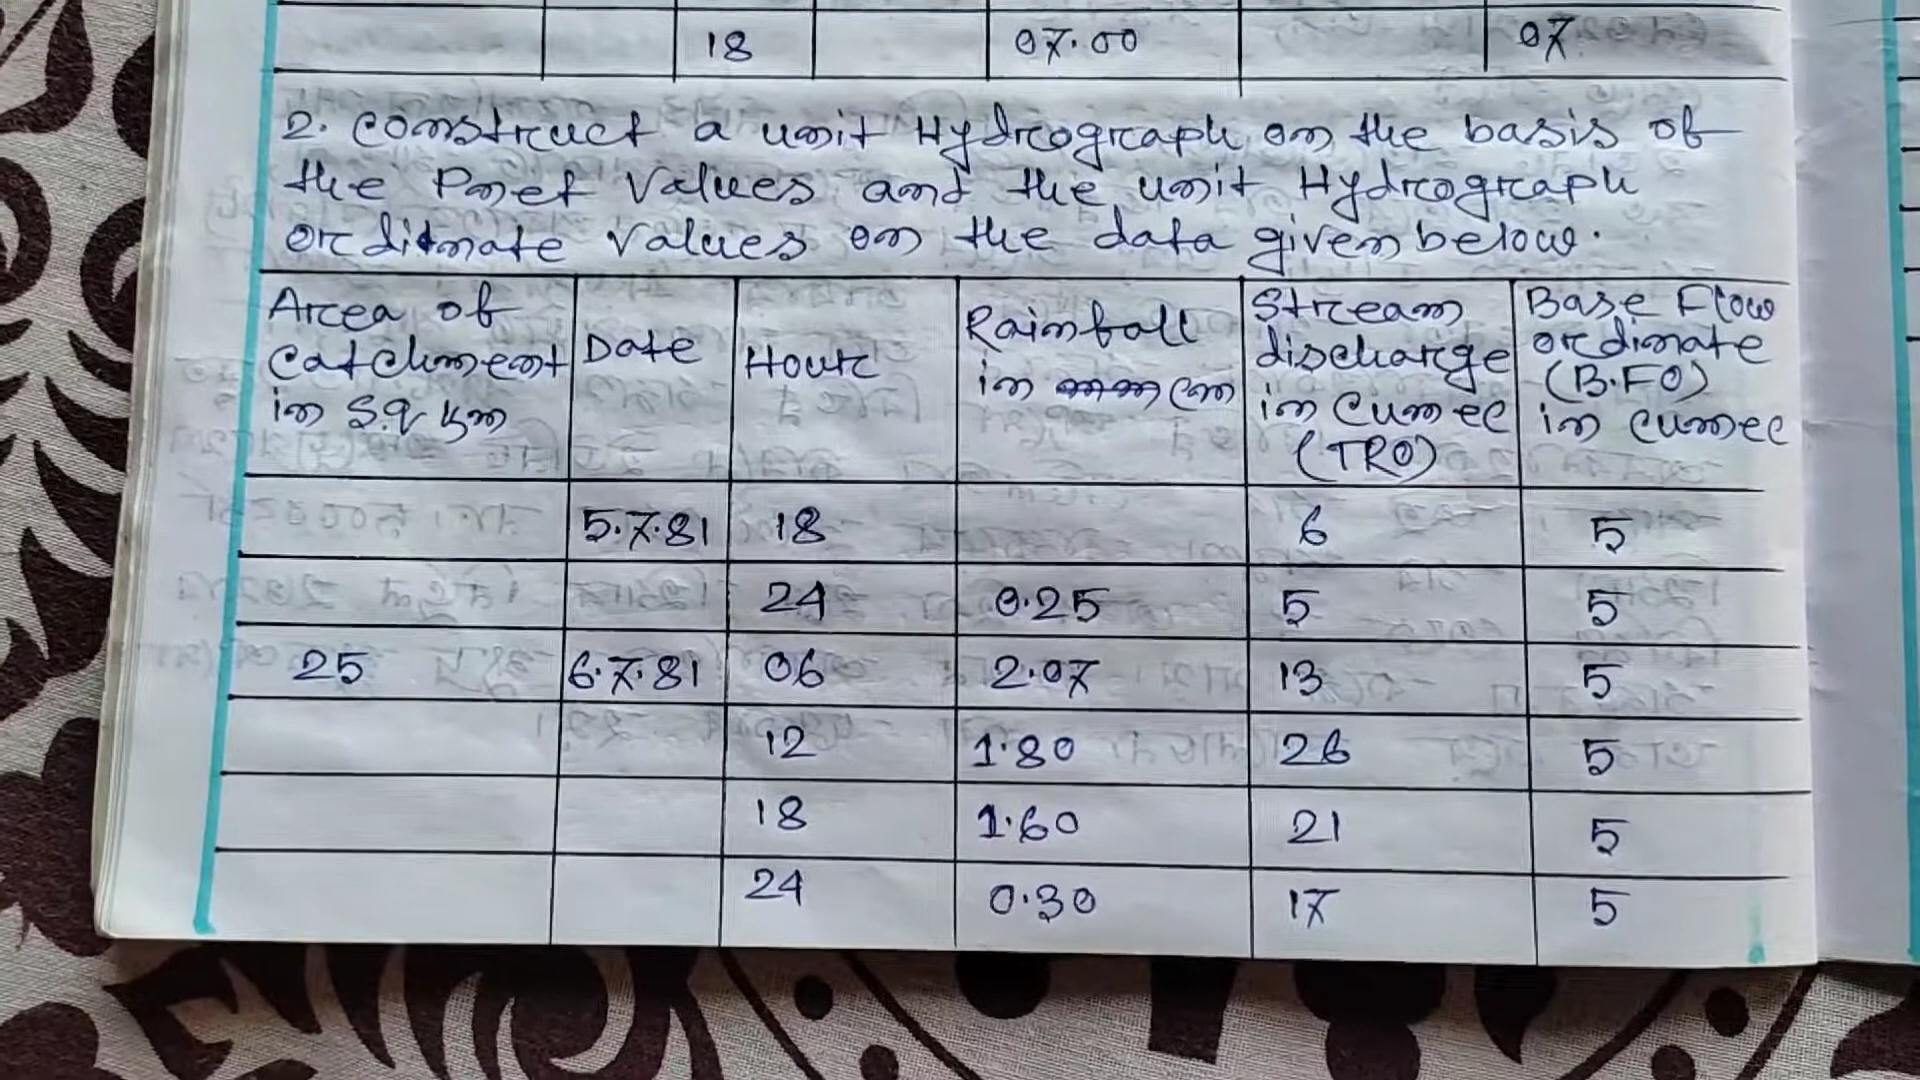 18 07.00 07
2. Construct a unit Hydrograph on the basis of
the Pnet Values and the unit Hydrograph
orditnate Values on the data given below.
Area of
Catchment
in S.q km
Date
Hour
Rainfall
in cm
Stream
discharge
in Cumec
(TRO)
Base Flow
ordinate
(B.FO)
in cumec
5.7.81 18 6 5
24 0.25 5 5
25 6.7.81 06 2.07 13 5
12 1.80 26 5
18 1.60 21 5
24 0.30 17 5